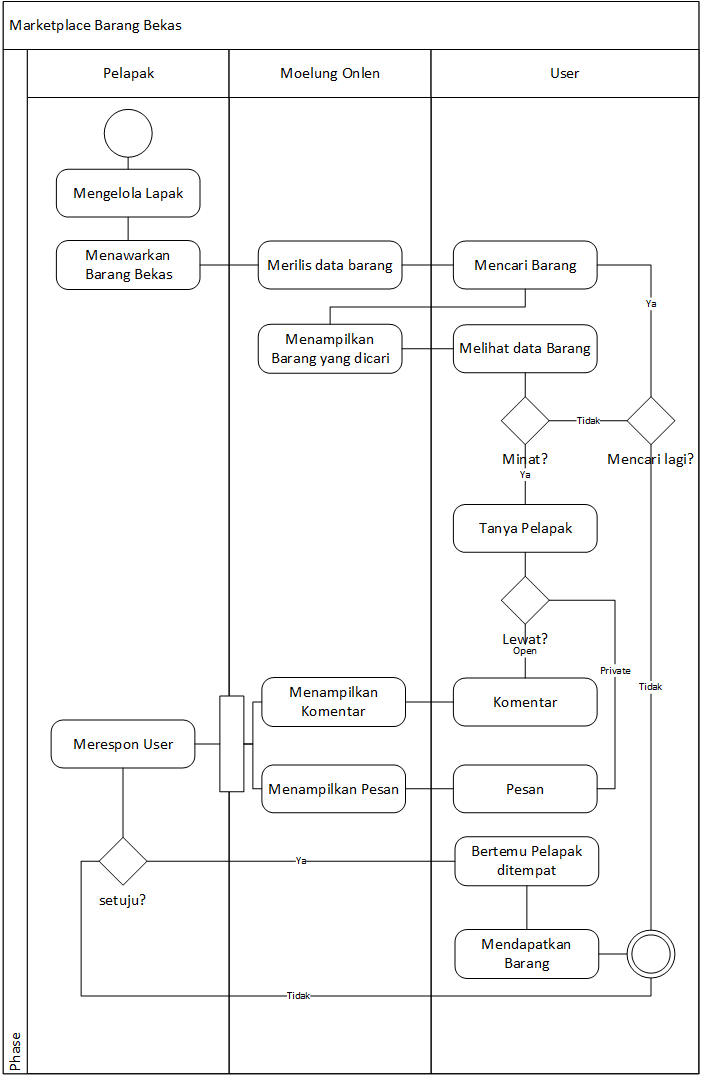 Marketplace Barang Bekas
Pelapak
Moelung Onlen
User
Mengelola Lapak
Menawarkan
Barang Bekas
Merilis data barang
Mencari Barang
Ya
Menampilkan
Barang yang dicari
Melihat data Barang
Tidak
Minat?
Mencari lagi?
Ya
Tanya Pelapak
Lewat?
Open
Private
Tidak
Menampilkan
Komentar
Komentar
Merespon User
Menampilkan Pesan
Pesan
setuju?
Ya
Bertemu Pelapak
ditempat
Mendapatkan
Barang
Tidak
Phase